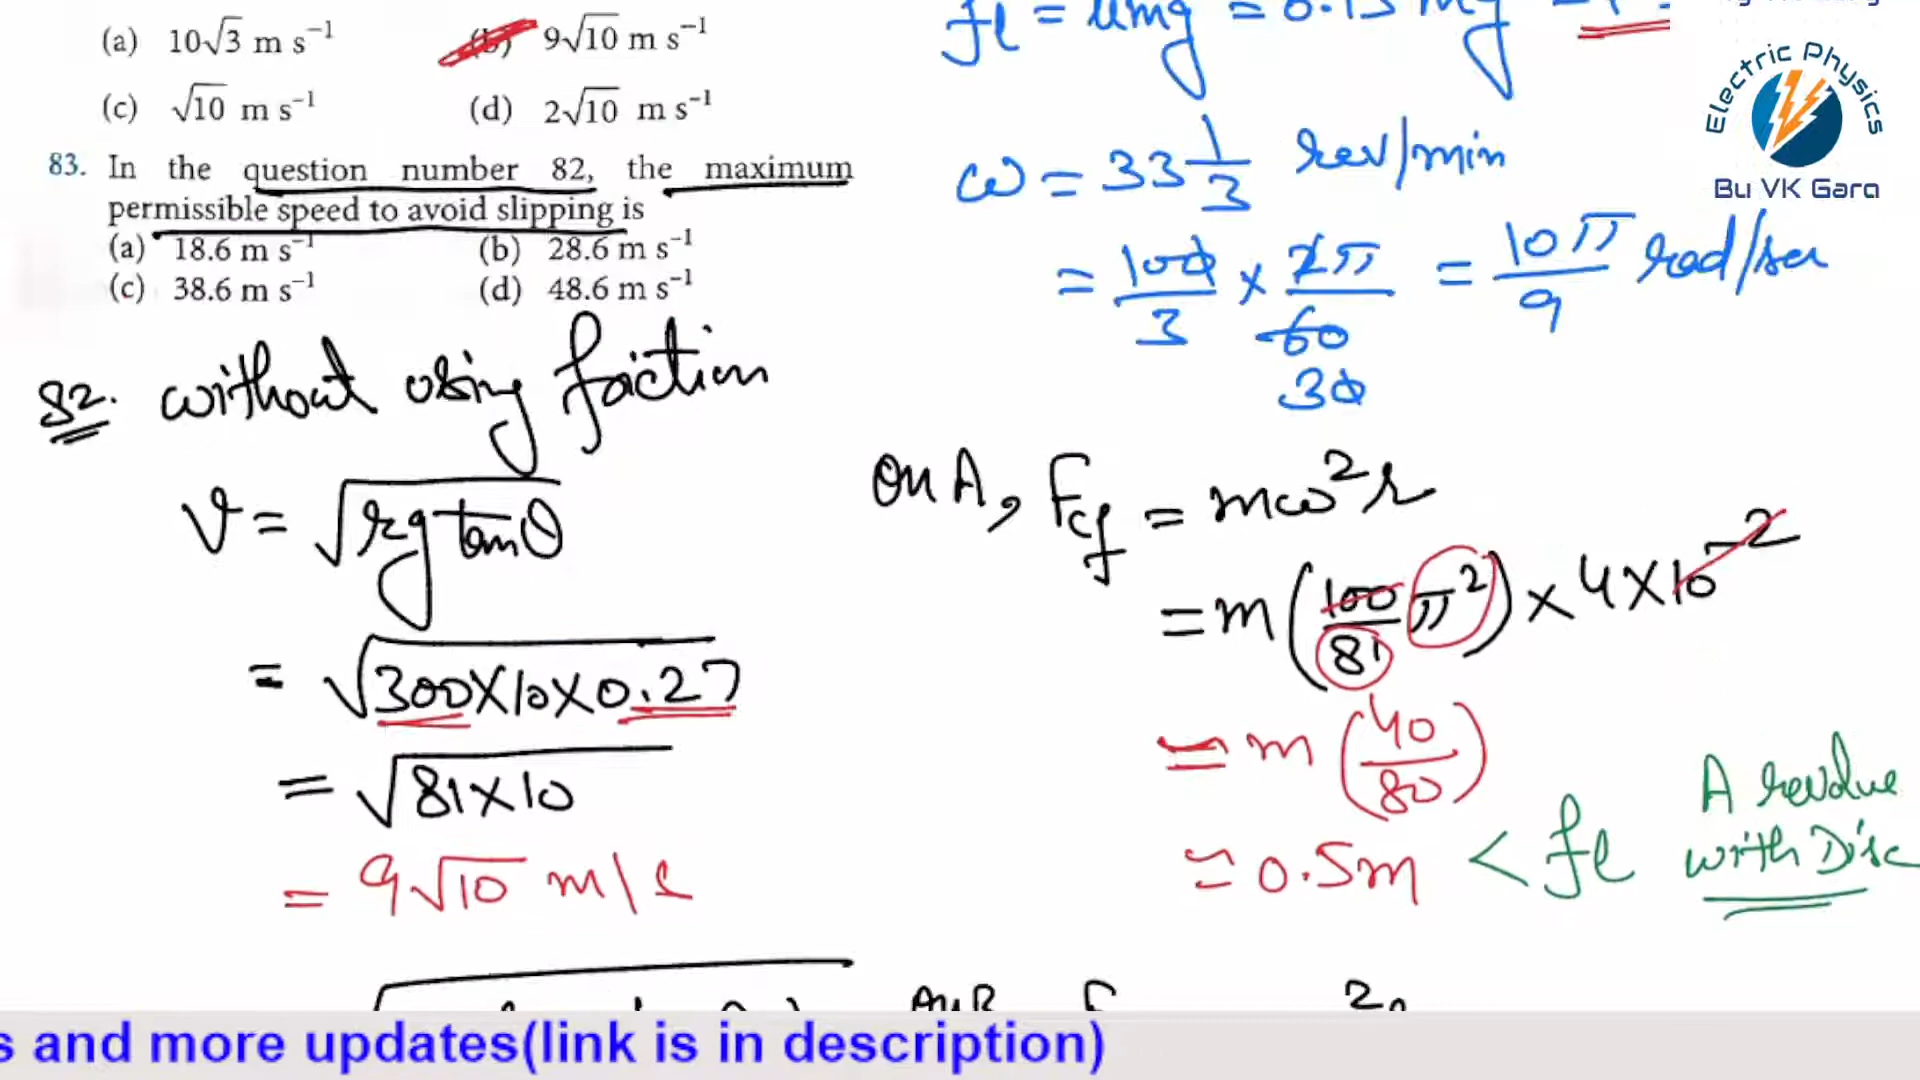 (a) 10√3 m s⁻¹ (b) 9√10 m s⁻¹
(c) √10 m s⁻¹ (d) 2√10 m s⁻¹
83. In the question number 82, the maximum
permissible speed to avoid slipping is
(a) 18.6 m s⁻¹ (b) 28.6 m s⁻¹
(c) 38.6 m s⁻¹ (d) 48.6 m s⁻¹
82. without using friction
v = √rg tanθ
= √300×10×0.27
= √81×10
= 9√10 m/s
fl = μmg = 0.15 mg
ω = 33 1/3 rev/min
= 100/3 × 2π/60 = 10π/9 rad/sec
30
on A, Fcf = mω²r
= m(100/81 π²) × 4×10⁻²
≃ m(40/80)
≃ 0.5m < fl A revolve
with Disc
Electric Physics
Bu VK Gara
s and more updates(link is in description)